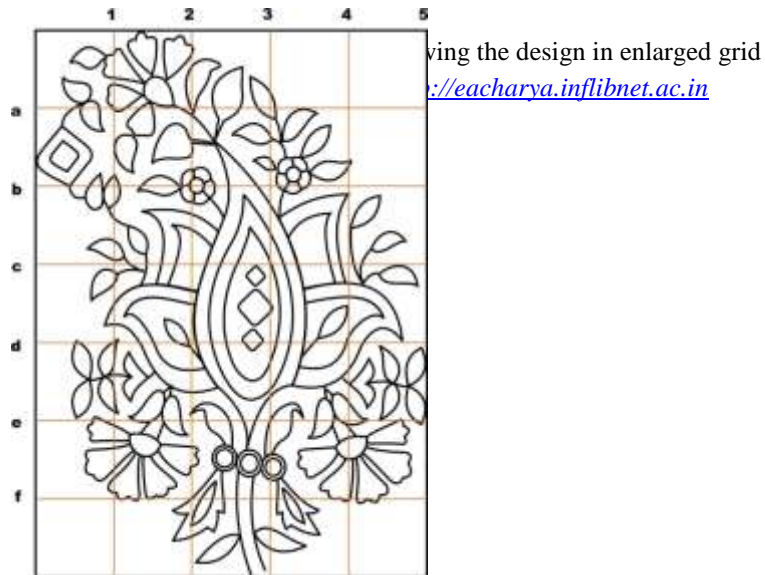 1 2 3 4 5
ving the design in enlarged grid
://eacharya.inflibnet.ac.in
a
b
c
d
e
f